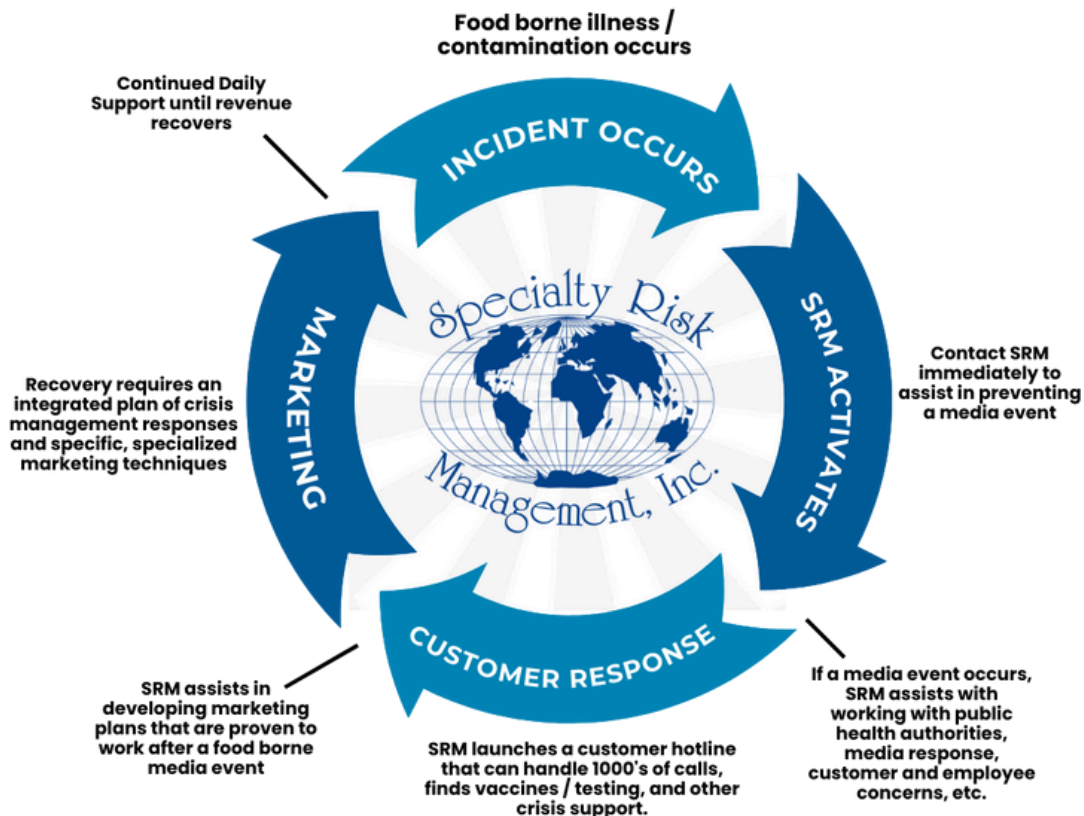 Food borne illness /
contamination occurs
INCIDENT OCCURS
Continued Daily
Support until revenue
recovers
SRM ACTIVATES
Contact SRM
immediately to
assist in preventing
a media event
Specialty Risk
Management, Inc.
MARKETING
Recovery requires an
integrated plan of crisis
management responses
and specific, specialized
marketing techniques
If a media event occurs,
SRM assists with
working with public
health authorities,
media response,
customer and employee
concerns, etc.
CUSTOMER RESPONSE
SRM launches a customer hotline
that can handle 1000's of calls,
finds vaccines / testing, and other
crisis support.
SRM assists in
developing marketing
plans that are proven to
work after a food borne
media event